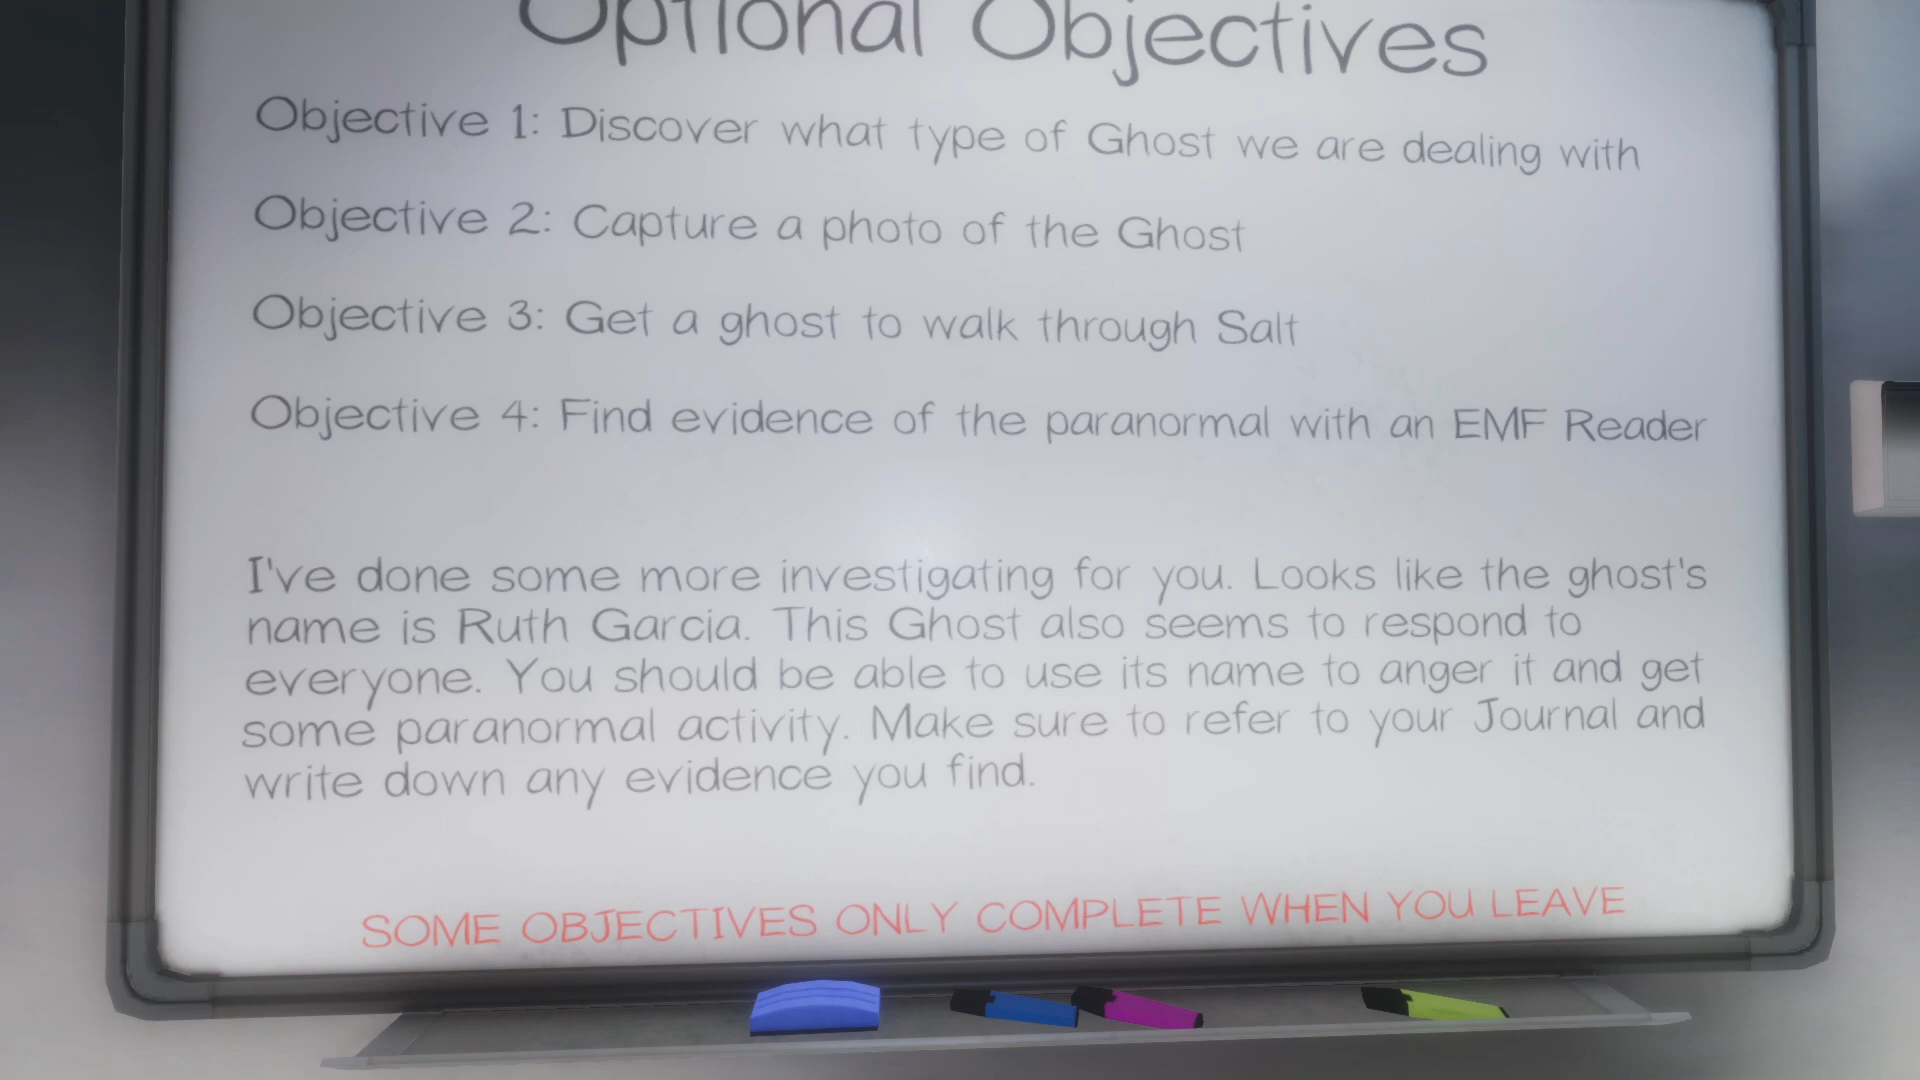 Optional Objectives
Objective 1: Discover what type of Ghost we are dealing with
Objective 2: Capture a photo of the Ghost
Objective 3: Get a ghost to walk through Salt
Objective 4: Find evidence of the paranormal with an EMF Reader
I've done some more investigating for you. Looks like the ghost's
name is Ruth Garcia. This Ghost also seems to respond to
everyone. You should be able to use its name to anger it and get
some paranormal activity. Make sure to refer to your Journal and
write down any evidence you find.
SOME OBJECTIVES ONLY COMPLETE WHEN YOU LEAVE